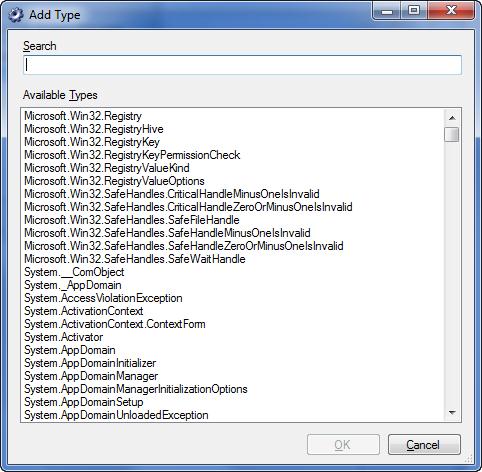 Add Type
Search
Available Types
Microsoft.Win32.Registry
Microsoft.Win32.RegistryHive
Microsoft.Win32.RegistryKey
Microsoft.Win32.RegistryKeyPermissionCheck
Microsoft.Win32.RegistryValueKind
Microsoft.Win32.RegistryValueOptions
Microsoft.Win32.SafeHandles.CriticalHandleMinusOneIsInvalid
Microsoft.Win32.SafeHandles.CriticalHandleZeroOrMinusOneIsInvalid
Microsoft.Win32.SafeHandles.SafeFileHandle
Microsoft.Win32.SafeHandles.SafeHandleMinusOneIsInvalid
Microsoft.Win32.SafeHandles.SafeHandleZeroOrMinusOneIsInvalid
Microsoft.Win32.SafeHandles.SafeWaitHandle
System.__ComObject
System._AppDomain
System.AccessViolationException
System.ActivationContext
System.ActivationContext.ContextForm
System.Activator
System.AppDomain
System.AppDomainInitializer
System.AppDomainManager
System.AppDomainManagerInitializationOptions
System.AppDomainSetup
System.AppDomainUnloadedException
OK
Cancel